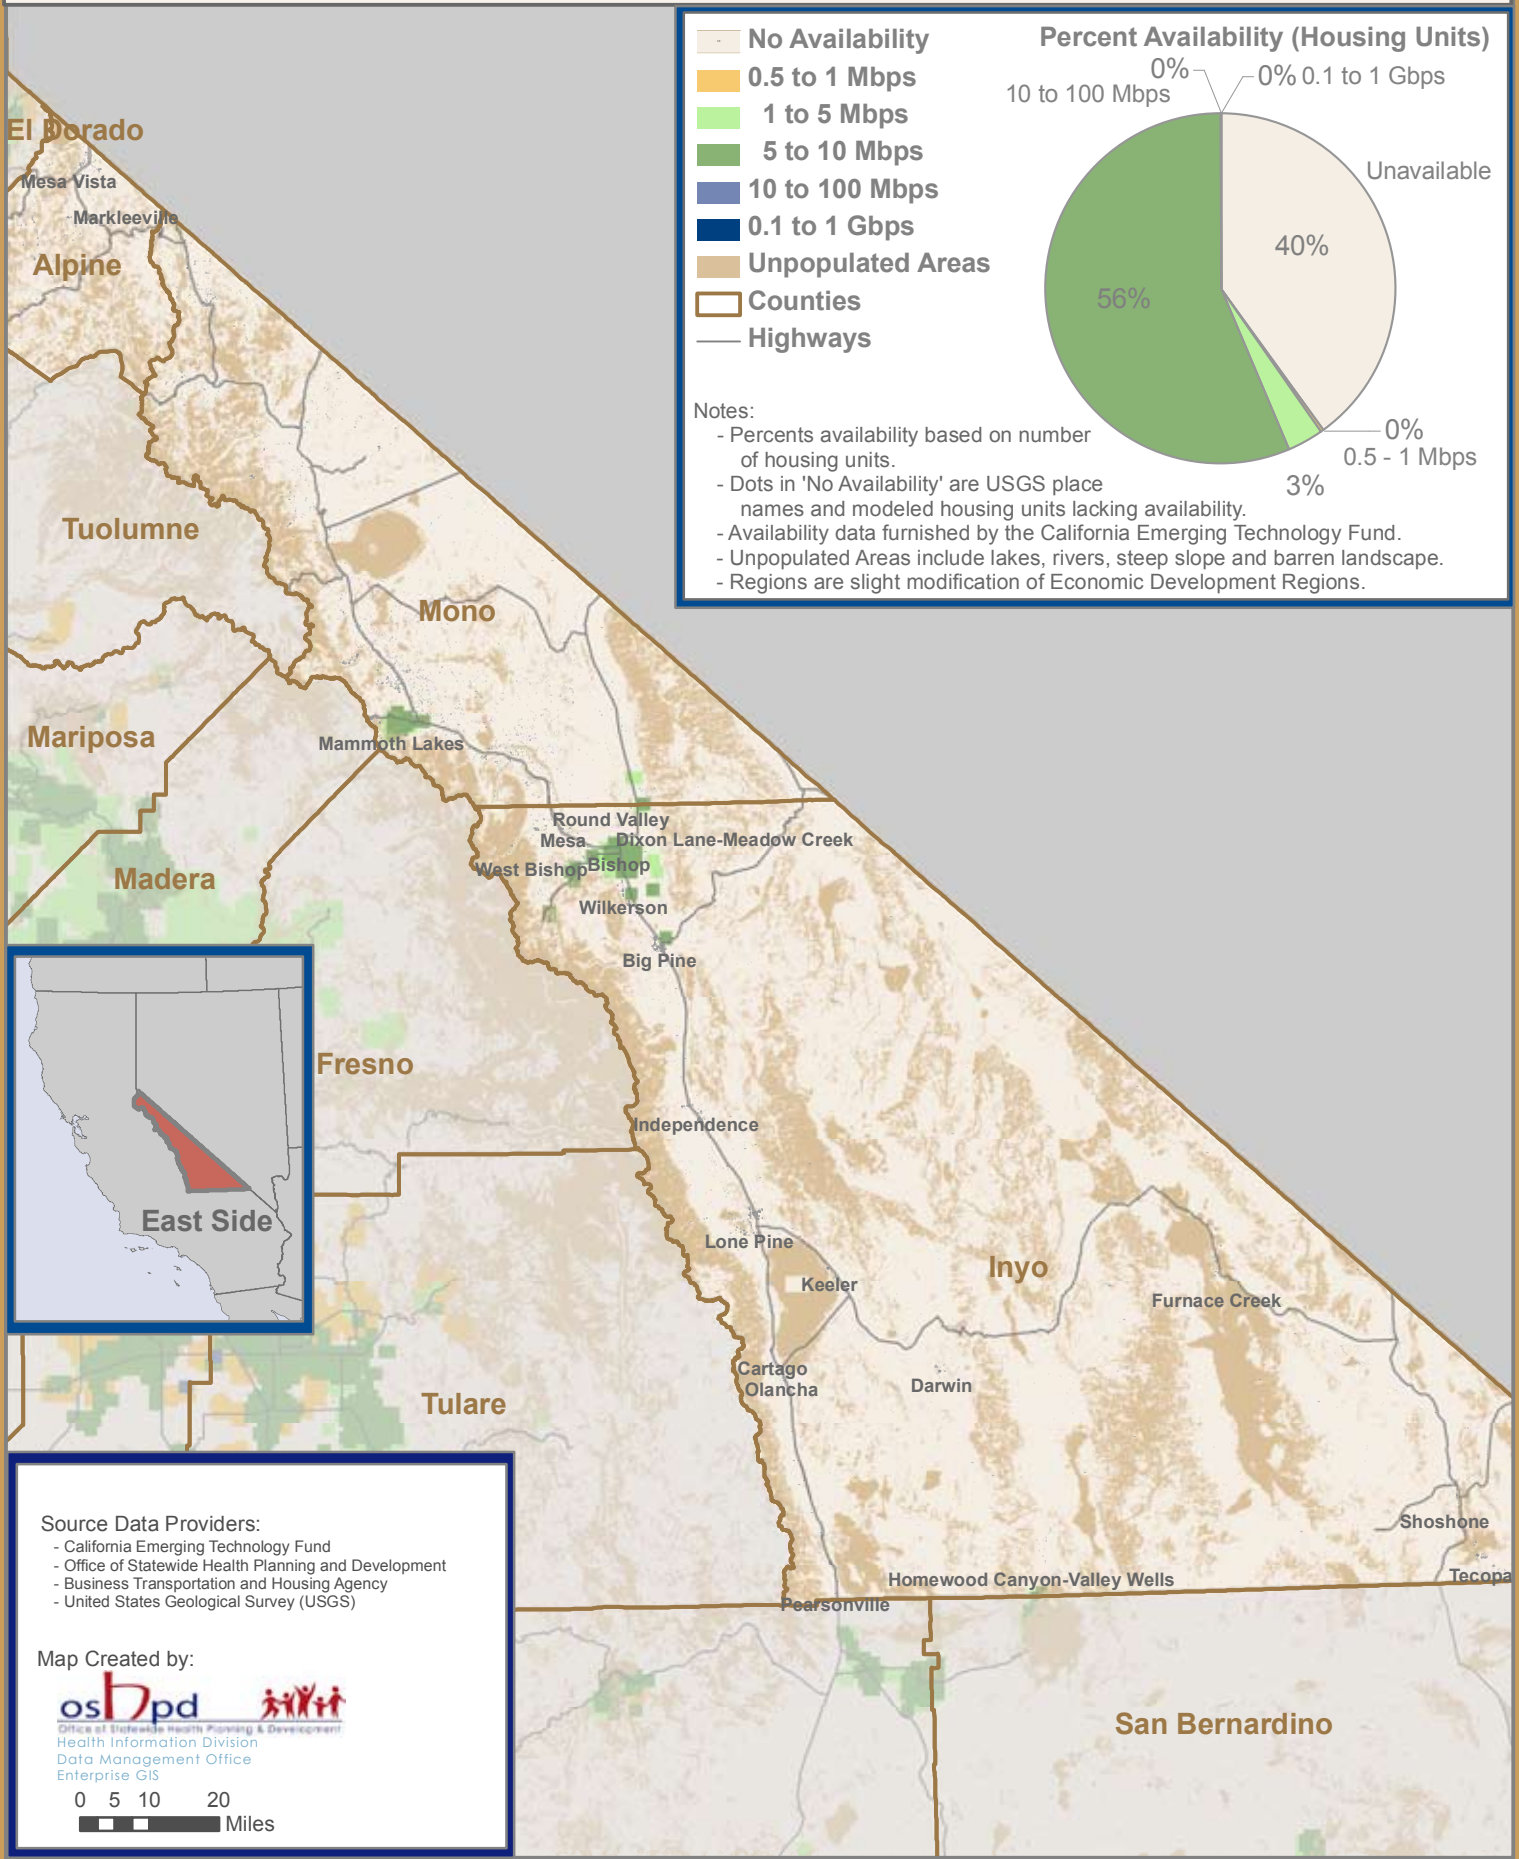 No Availability
0.5 to 1 Mbps
1 to 5 Mbps
5 to 10 Mbps
10 to 100 Mbps
0.1 to 1 Gbps
Unpopulated Areas
Counties
Highways
Percent Availability (Housing Units)
0%
10 to 100 Mbps
0% 0.1 to 1 Gbps
Unavailable
40%
56%
0%
0.5 - 1 Mbps
3%
Notes:
- Percents availability based on number
of housing units.
- Dots in 'No Availability' are USGS place
names and modeled housing units lacking availability.
- Availability data furnished by the California Emerging Technology Fund.
- Unpopulated Areas include lakes, rivers, steep slope and barren landscape.
- Regions are slight modification of Economic Development Regions.
El Dorado
Mesa Vista
Markleeville
Alpine
Tuolumne
Mono
Mariposa
Mammoth Lakes
Round Valley
Mesa
Dixon Lane-Meadow Creek
West Bishop
Bishop
Madera
Wilkerson
Big Pine
Fresno
Independence
East Side
Lone Pine
Keeler
Inyo
Furnace Creek
Cartago
Olancha
Darwin
Tulare
Shoshone
Tecopa
Homewood Canyon-Valley Wells
Pearsonville
San Bernardino
Source Data Providers:
- California Emerging Technology Fund
- Office of Statewide Health Planning and Development
- Business Transportation and Housing Agency
- United States Geological Survey (USGS)
Map Created by:
oshpd
Office of Statewide Health Planning & Development
Health Information Division
Data Management Office
Enterprise GIS
0 5 10 20
Miles